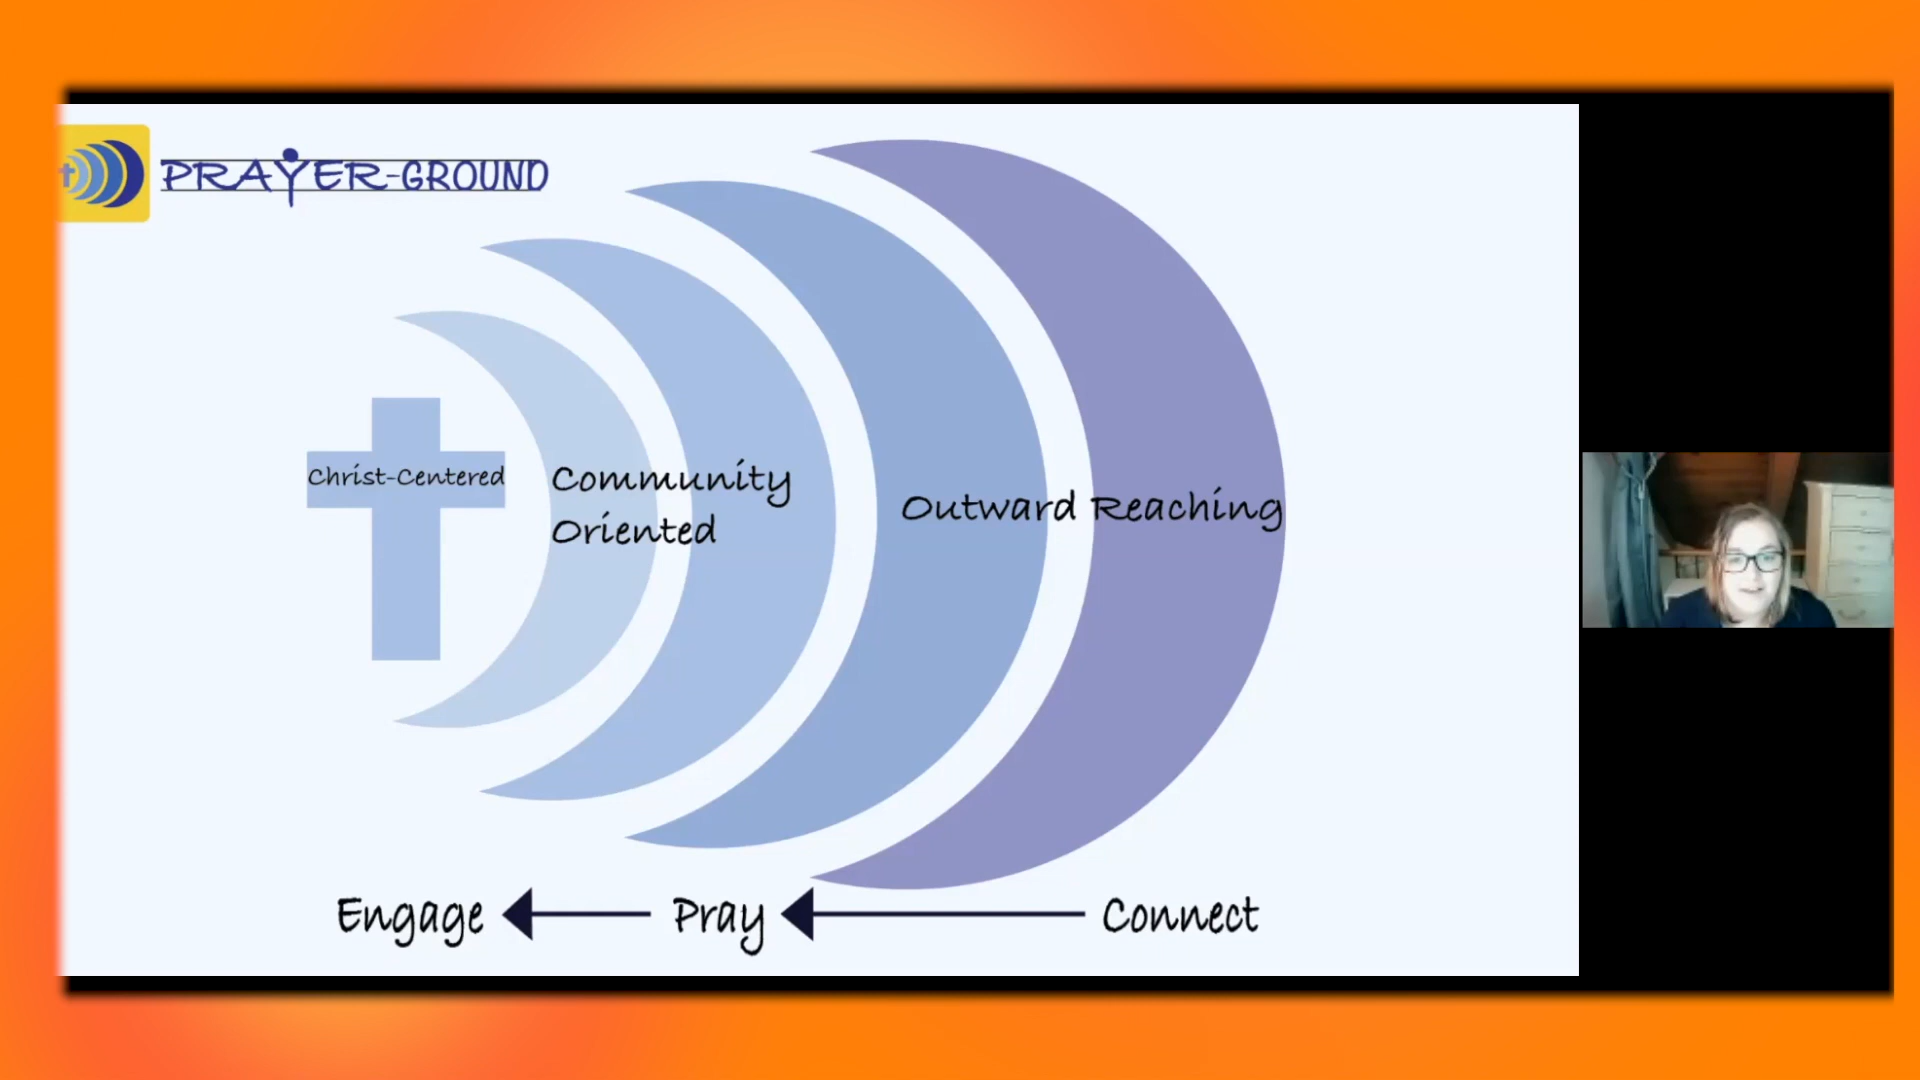 PRAYER-GROUND
Christ-Centered
Community
Oriented
Outward Reaching
Engage
Pray
Connect